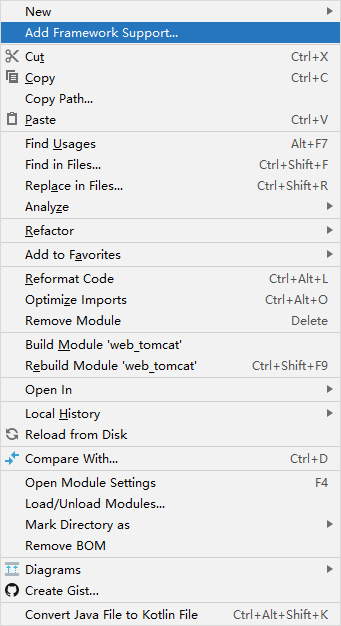 New
Add Framework Support...
Cut Ctrl+X
Copy Ctrl+C
Copy Path...
Paste Ctrl+V
Find Usages Alt+F7
Find in Files... Ctrl+Shift+F
Replace in Files... Ctrl+Shift+R
Analyze
Refactor
Add to Favorites
Reformat Code Ctrl+Alt+L
Optimize Imports Ctrl+Alt+O
Remove Module Delete
Build Module 'web_tomcat'
Rebuild Module 'web_tomcat' Ctrl+Shift+F9
Open In
Local History
Reload from Disk
Compare With... Ctrl+D
Open Module Settings F4
Load/Unload Modules...
Mark Directory as
Remove BOM
Diagrams
Create Gist...
Convert Java File to Kotlin File Ctrl+Alt+Shift+K